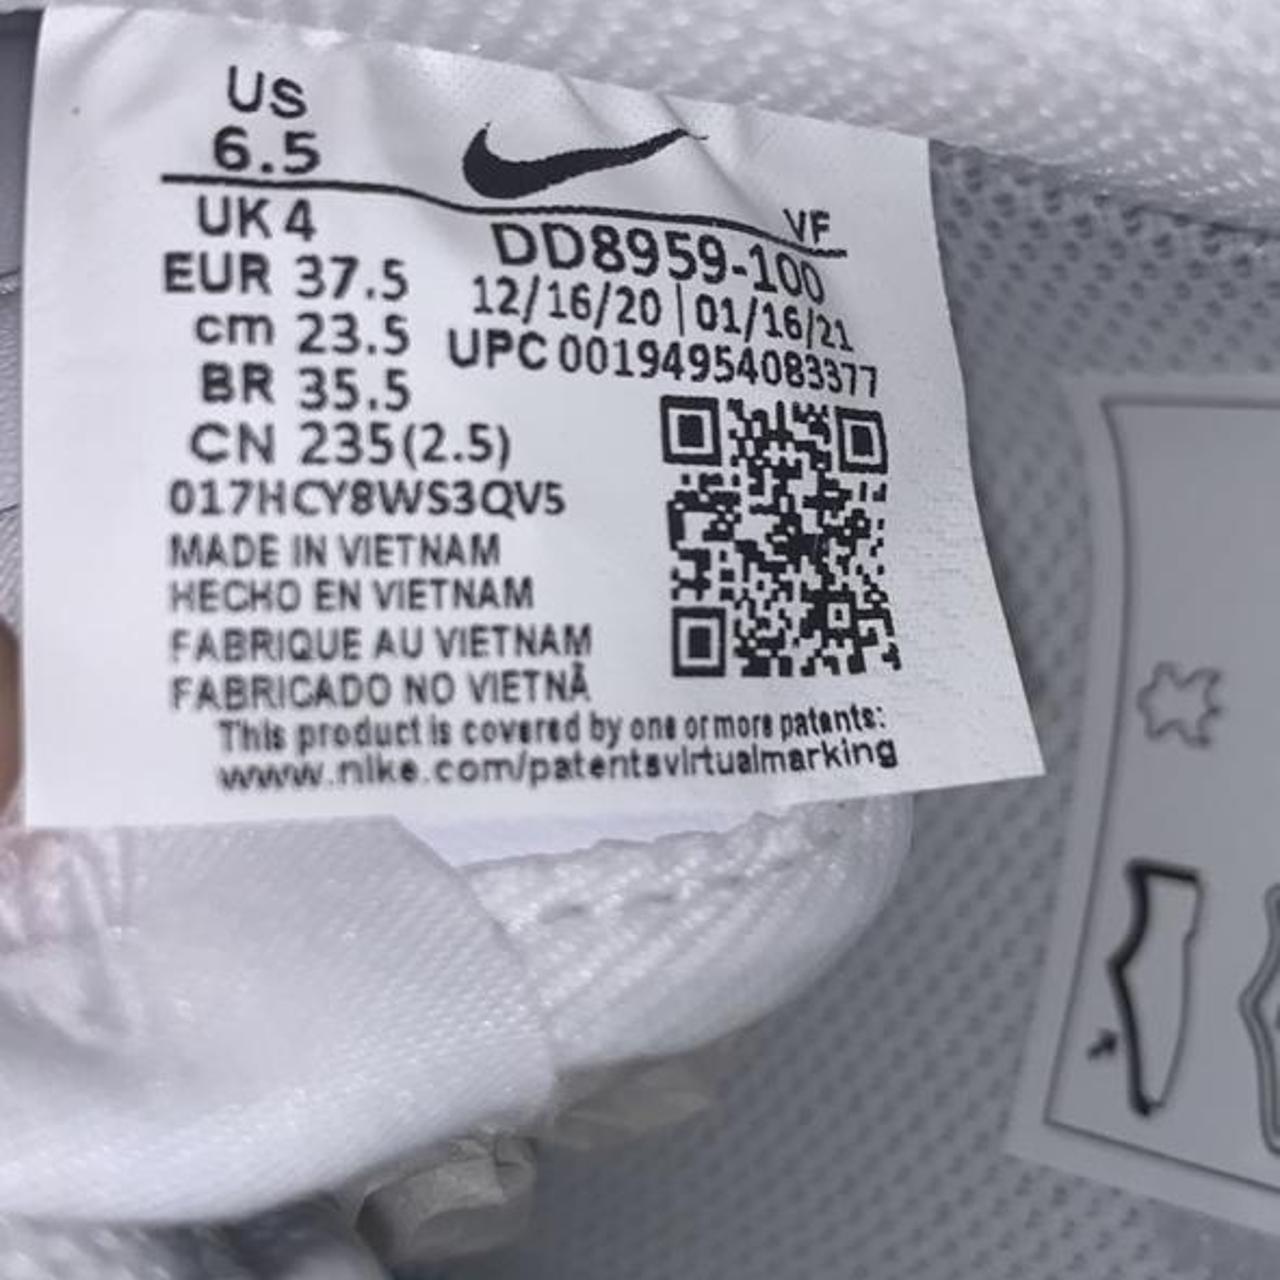 US
6.5
UK 4
EUR 37.5
cm 23.5
BR 35.5
CN 235(2.5)
VF
DD8959-100
12/16/20 | 01/16/21
UPC 00194954083377
017HCY8WS3QV5
MADE IN VIETNAM
HECHO EN VIETNAM
FABRIQUE AU VIETNAM
FABRICADO NO VIETNÃ
This product is covered by one or more patents:
www.nike.com/patentsvirtualmarking